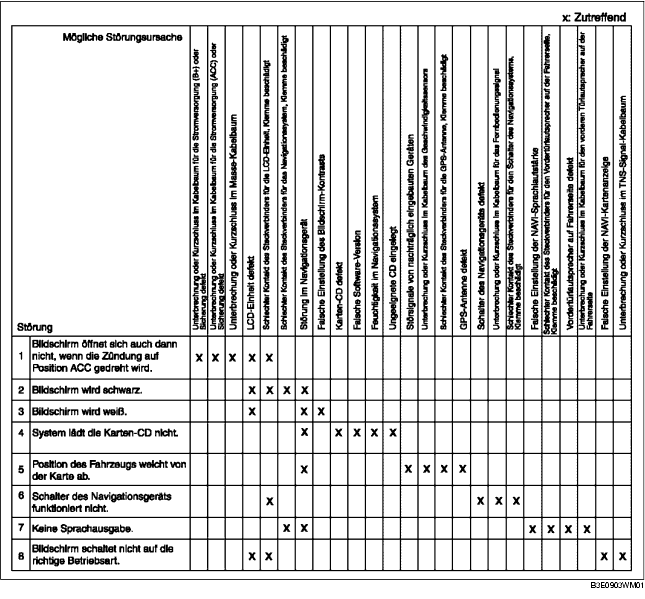 x: Zutreffend
Mögliche Störungsursache
Unterbrechnung oder Kurzschluss im Kabelbaum für die Stromversorgung (B+) oder
Sicherung defekt
Unterbrechnung oder Kurzschluss im Kabelbaum für die Stromversorgung (ACC) oder
Sicherung defekt
Unterbrechung oder Kurzschluss im Masse-Kabelbaum
LCD-Einheit defekt
Schlechter Kontakt des Steckverbinders für die LCD-Einheit, Klemme beschädigt
Schlechter Kontakt des Steckverbinders für das Navigationssystem, Klemme beschädigt
Störung im Navigationsgerät
Falsche Einstellung des Bildschirm-Kontrasts
Karten-CD defekt
Falsche Software-Version
Feuchtigkeit im Navigationssystem
Ungeeignete CD eingelegt
Störsignale von nachträglich eingebauten Geräten
Unterbrechung oder Kurzschluss im Kabelbaum des Geschwindigkeitssensors
Schlechter Kontakt des Steckverbinders für die GPS-Antenne, Klemme beschädigt
GPS-Antenne defekt
Schalter des Navigationsgeräts defekt
Unterbrechung oder Kurzschluss im Kabelbaum für das Fernbedienungssignal
Schlechter Kontakt des Steckverbinders für den Schalter des Navigationssystems,
Klemme beschädigt
Falsche Einstellung der NAVI-Sprachlautstärke
Schlechter Kontakt des Steckverbinders für den Vordertürlautsprecher auf der Fahrerseite,
Klemme beschädigt
Vordertürlautsprecher auf Fahrerseite defekt
Unterbrechung oder Kurzschluss im Kabelbaum für den vorderen Türlautsprecher auf der
Fahrerseite
Falsche Einstellung der NAVI-Kartenanzeige
Unterbrechung oder Kurzschluss im TNS-Signal-Kabelbaum
Störung
1 Bildschirm öffnet sich auch dann
nicht, wenn die Zündung auf
Position ACC gedreht wird.
X X X X X
2 Bildschirm wird schwarz. X X X X
3 Bildschirm wird weiß. X X X
4 System lädt die Karten-CD nicht. X X X X X
5 Position des Fahrzeugs weicht von
der Karte ab.
X X X X X
6 Schalter des Navigationsgeräts
funktioniert nicht.
X X X X
7 Keine Sprachausgabe. X X X X X X
8 Bildschirm schaltet nicht auf die
richtige Betriebsart.
X X X X
B3E0903WM01